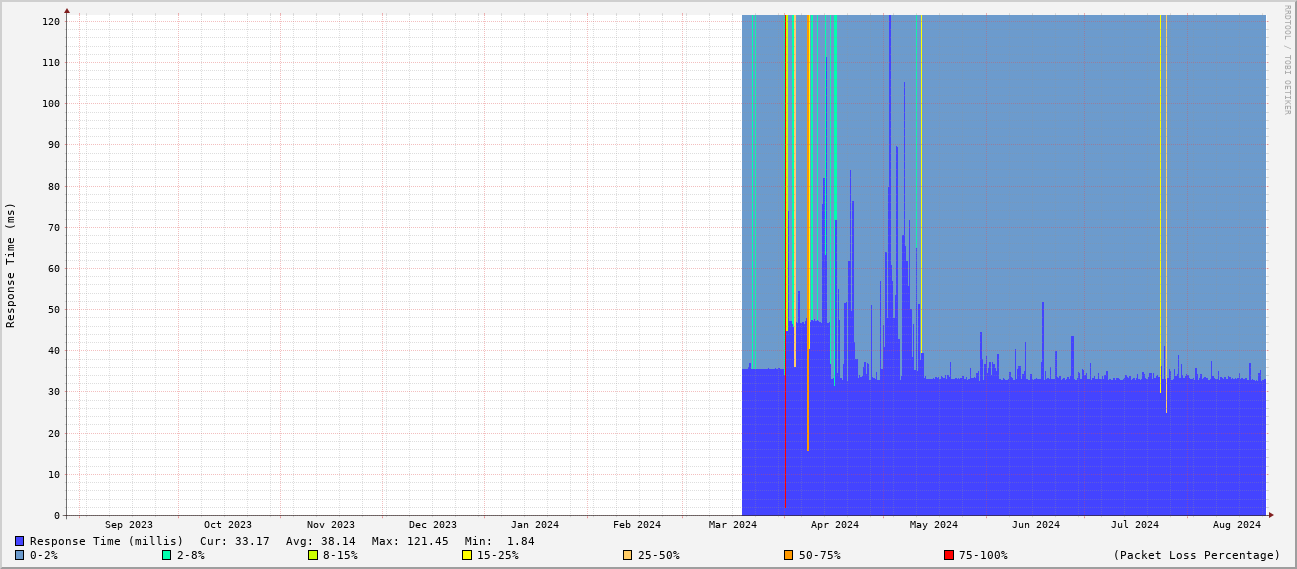 RRDTOOL / TOBI OETIKER
Response Time (ms)
120
110
100
90
80
70
60
50
40
30
20
10
0
Sep 2023 Oct 2023 Nov 2023 Dec 2023 Jan 2024 Feb 2024 Mar 2024 Apr 2024 May 2024 Jun 2024 Jul 2024 Aug 2024
Response Time (millis) Cur: 33.17 Avg: 38.14 Max: 121.45 Min: 1.84
0-2% 2-8% 8-15% 15-25% 25-50% 50-75% 75-100% (Packet Loss Percentage)